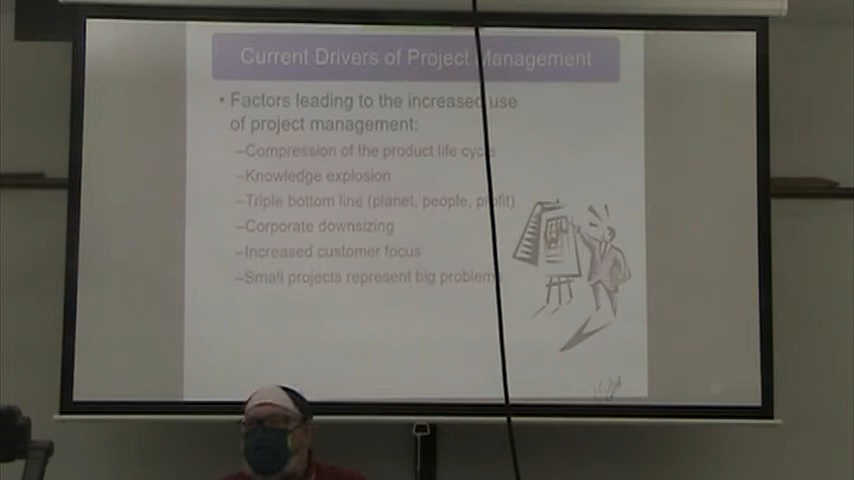 Current Drivers of Project Management
• Factors leading to the increased use
of project management:
–Compression of the product life cycle
–Knowledge explosion
–Triple bottom line (planet, people, profit)
–Corporate downsizing
–Increased customer focus
–Small projects represent big problems